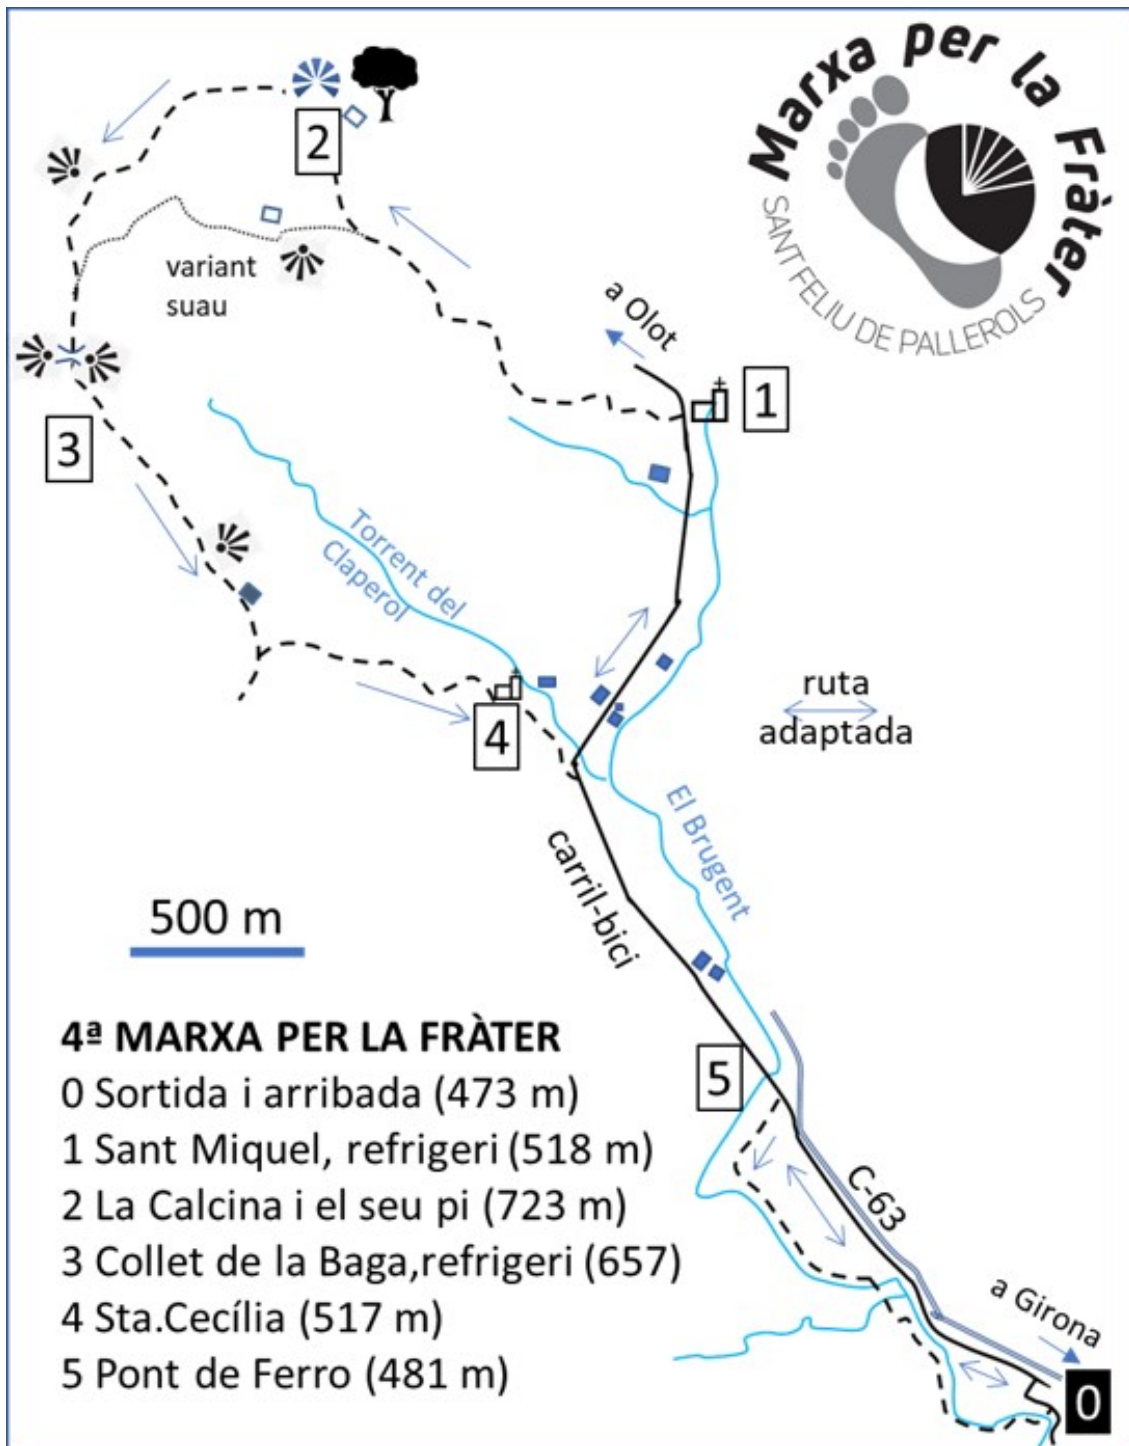 Marxa per la Fràter
SANT FELIU DE PALLEROLS
2
variant
suau
a Olot
1
3
Torrent del
Claperol
ruta
adaptada
4
El Brugent
carril-bici
500 m
5
C-63
a Girona
0
4ª MARXA PER LA FRÀTER
0 Sortida i arribada (473 m)
1 Sant Miquel, refrigeri (518 m)
2 La Calcina i el seu pi (723 m)
3 Collet de la Baga,refrigeri (657)
4 Sta.Cecília (517 m)
5 Pont de Ferro (481 m)